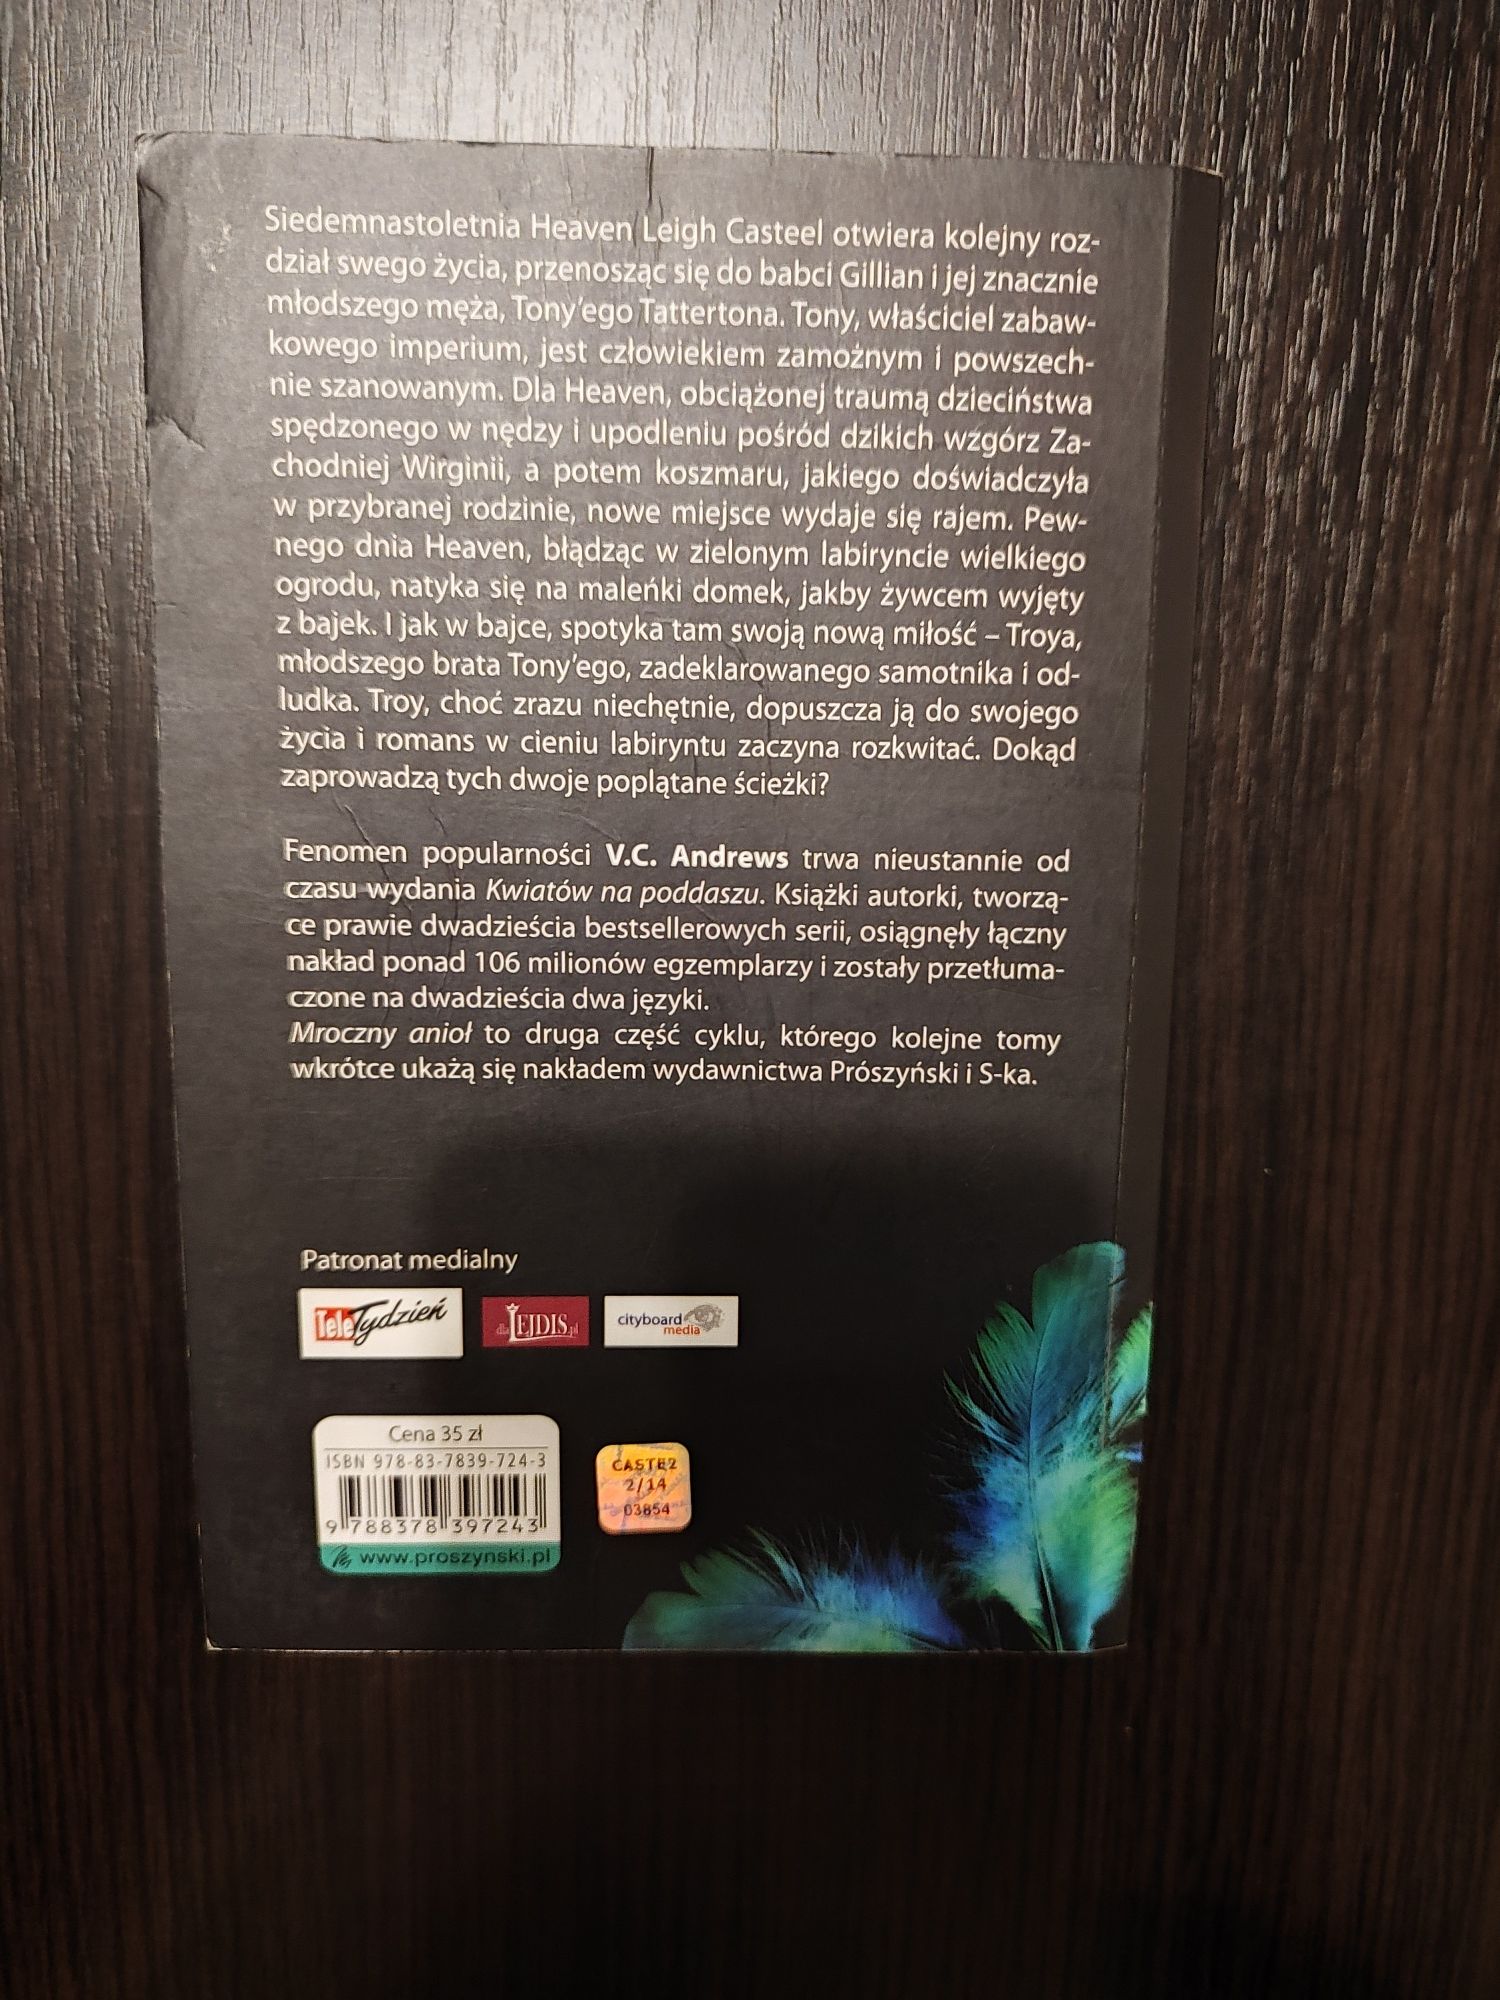 Siedemnastoletnia Heaven Leigh Casteel otwiera kolejny roz-
dział swego życia, przenosząc się do babci Gillian i jej znacznie
młodszego męża, Tony'ego Tattertona. Tony, właściciel zabaw-
kowego imperium, jest człowiekiem zamożnym i powszech-
nie szanowanym. Dla Heaven, obciążonej traumą dzieciństwa
spędzonego w nędzy i upodleniu pośród dzikich wzgórz Za-
chodniej Wirginii, a potem koszmaru, jakiego doświadczyła
w przybranej rodzinie, nowe miejsce wydaje się rajem. Pew-
nego dnia Heaven, błądząc w zielonym labiryncie wielkiego
ogrodu, natyka się na maleńki domek, jakby żywcem wyjęty
z bajek. I jak w bajce, spotyka tam swoją nową miłość – Troya,
młodszego brata Tony'ego, zadeklarowanego samotnika i od-
ludka. Troy, choć zrazu niechętnie, dopuszcza ją do swojego
życia i romans w cieniu labiryntu zaczyna rozkwitać. Dokąd
zaprowadzą tych dwoje poplątane ścieżki?
Fenomen popularności V.C. Andrews trwa nieustannie od
czasu wydania Kwiatów na poddaszu. Książki autorki, tworzą-
ce prawie dwadzieścia bestsellerowych serii, osiągnęły łączny
nakład ponad 106 milionów egzemplarzy i zostały przetłuma-
czone na dwadzieścia dwa języki.
Mroczny anioł to druga część cyklu, którego kolejne tomy
wkrótce ukażą się nakładem wydawnictwa Prószyński i S-ka.
Patronat medialny
Tele Tydzień
dla LEJDIS.pl
cityboard
media
Cena 35 zł
ISBN 978-83-7839-724-3
9 788378 397243
www.proszynski.pl
CASTE2
2/14
03854